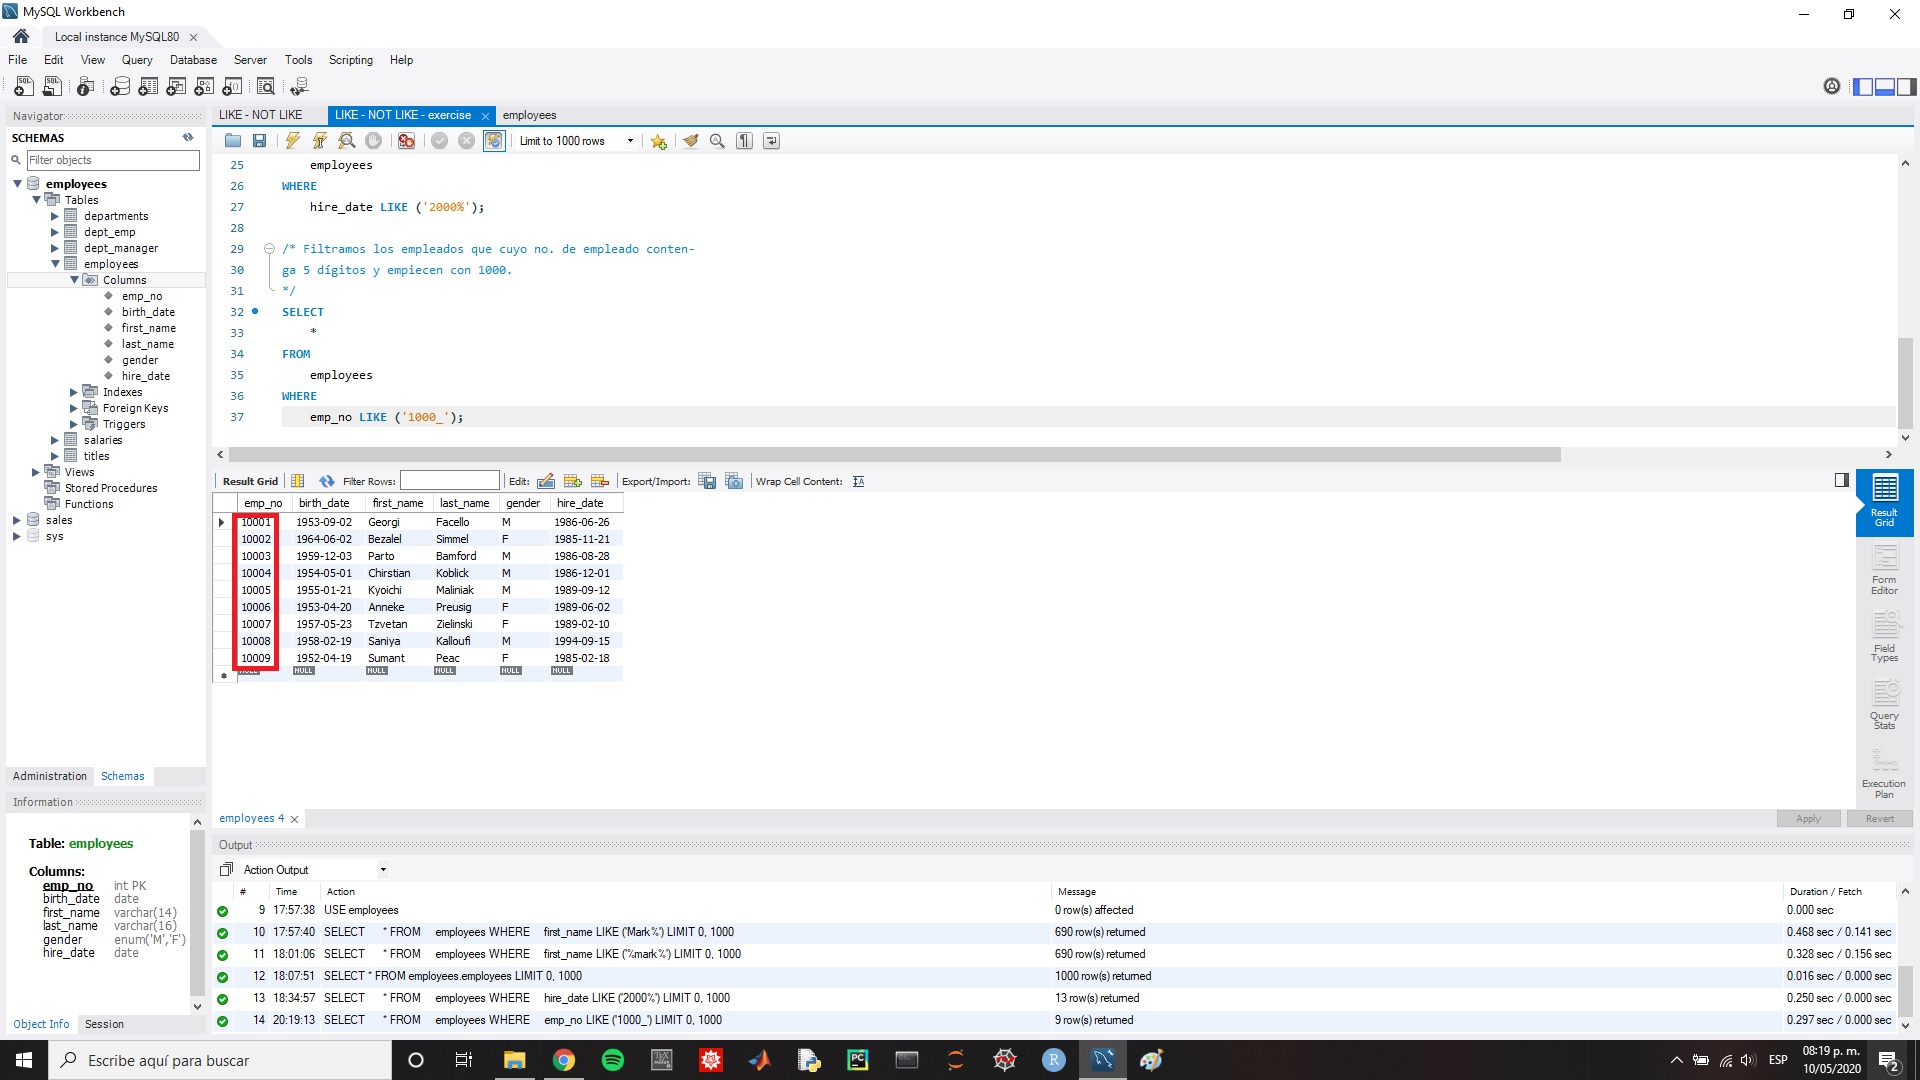 MySQL Workbench
Local instance MySQL80
File Edit View Query Database Server Tools Scripting Help
Navigator
SCHEMAS
Filter objects
employees
Tables
departments
dept_emp
dept_manager
employees
Columns
emp_no
birth_date
first_name
last_name
gender
hire_date
Indexes
Foreign Keys
Triggers
salaries
titles
Views
Stored Procedures
Functions
sales
sys
Administration Schemas
Information
Table: employees
Columns:
emp_no int PK
birth_date date
first_name varchar(14)
last_name varchar(16)
gender enum('M','F')
hire_date date
Object Info Session
LIKE - NOT LIKE LIKE - NOT LIKE - exercise employees
Limit to 1000 rows
25 employees
26 WHERE
27 hire_date LIKE ('2000%');
28
29 /* Filtramos los empleados que cuyo no. de empleado conten-
30 ga 5 dígitos y empiecen con 1000.
31 */
32 SELECT
33 *
34 FROM
35 employees
36 WHERE
37 emp_no LIKE ('1000_');
Result Grid Filter Rows: Edit: Export/Import: Wrap Cell Content:
emp_no birth_date first_name last_name gender hire_date
10001 1953-09-02 Georgi Facello M 1986-06-26
10002 1964-06-02 Bezalel Simmel F 1985-11-21
10003 1959-12-03 Parto Bamford M 1986-08-28
10004 1954-05-01 Chirstian Koblick M 1986-12-01
10005 1955-01-21 Kyoichi Maliniak M 1989-09-12
10006 1953-04-20 Anneke Preusig F 1989-06-02
10007 1957-05-23 Tzvetan Zielinski F 1989-02-10
10008 1958-02-19 Saniya Kalloufi M 1994-09-15
10009 1952-04-19 Sumant Peac F 1985-02-18
NULL NULL NULL NULL NULL NULL
Result Grid
Form Editor
Field Types
Query Stats
Execution Plan
employees 4
Apply Revert
Output
Action Output
# Time Action Message Duration / Fetch
9 17:57:38 USE employees 0 row(s) affected 0.000 sec
10 17:57:40 SELECT * FROM employees WHERE first_name LIKE ('Mark%') LIMIT 0, 1000 690 row(s) returned 0.468 sec / 0.141 sec
11 18:01:06 SELECT * FROM employees WHERE first_name LIKE ('%mark%') LIMIT 0, 1000 690 row(s) returned 0.328 sec / 0.156 sec
12 18:07:51 SELECT * FROM employees.employees LIMIT 0, 1000 1000 row(s) returned 0.016 sec / 0.000 sec
13 18:34:57 SELECT * FROM employees WHERE hire_date LIKE ('2000%') LIMIT 0, 1000 13 row(s) returned 0.250 sec / 0.000 sec
14 20:19:13 SELECT * FROM employees WHERE emp_no LIKE ('1000_') LIMIT 0, 1000 9 row(s) returned 0.297 sec / 0.000 sec
Escribe aquí para buscar
ESP
08:19 p. m.
10/05/2020
2